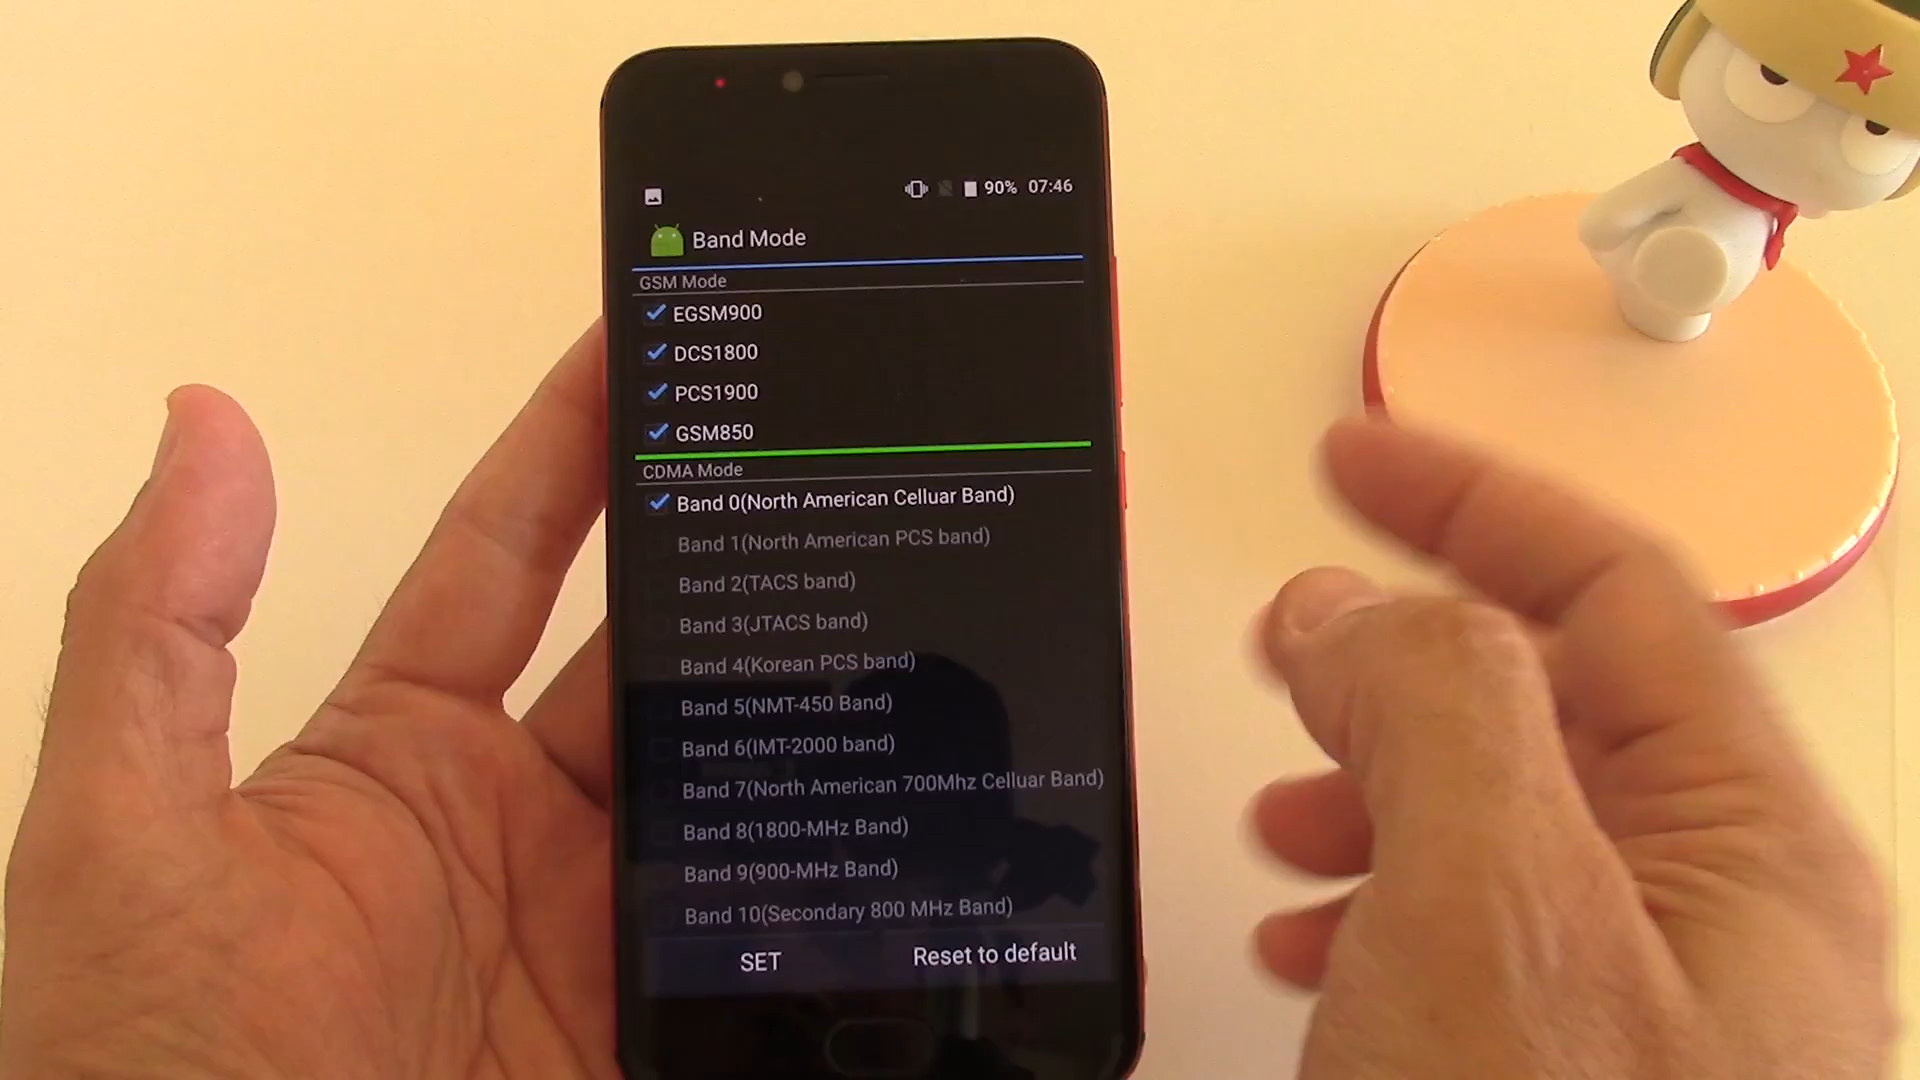 90% 07:46
Band Mode
GSM Mode
EGSM900
DCS1800
PCS1900
GSM850
CDMA Mode
Band 0(North American Celluar Band)
Band 1(North American PCS band)
Band 2(TACS band)
Band 3(JTACS band)
Band 4(Korean PCS band)
Band 5(NMT-450 Band)
Band 6(IMT-2000 band)
Band 7(North American 700Mhz Celluar Band)
Band 8(1800-MHz Band)
Band 9(900-MHz Band)
Band 10(Secondary 800 MHz Band)
SET Reset to default